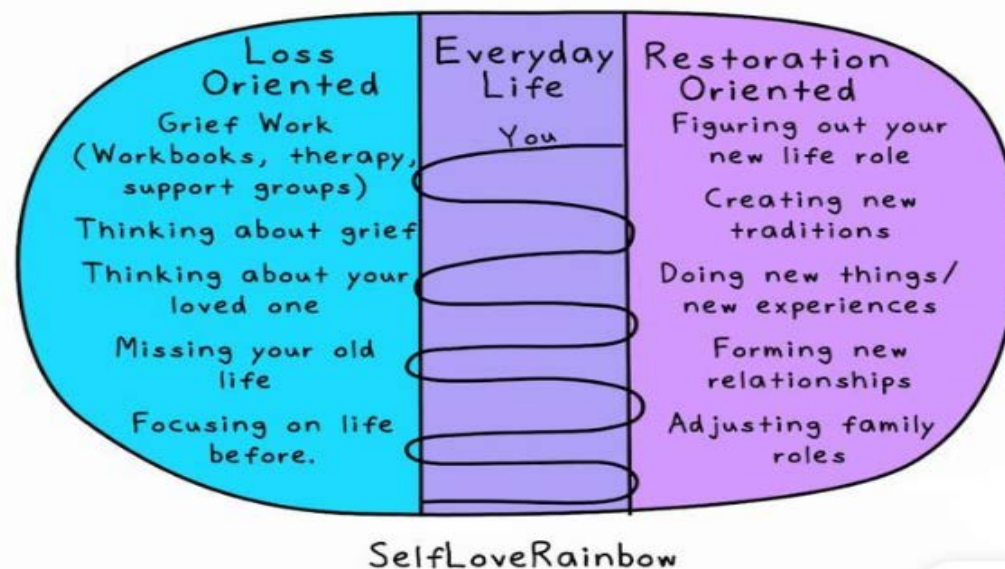 Loss
Oriented
Grief Work
(Workbooks, therapy,
support groups)
Thinking about grief
Thinking about your
loved one
Missing your old
life
Focusing on life
before.
Everyday
Life
You
Restoration
Oriented
Figuring out your
new life role
Creating new
traditions
Doing new things/
new experiences
Forming new
relationships
Adjusting family
roles
SelfLoveRainbow